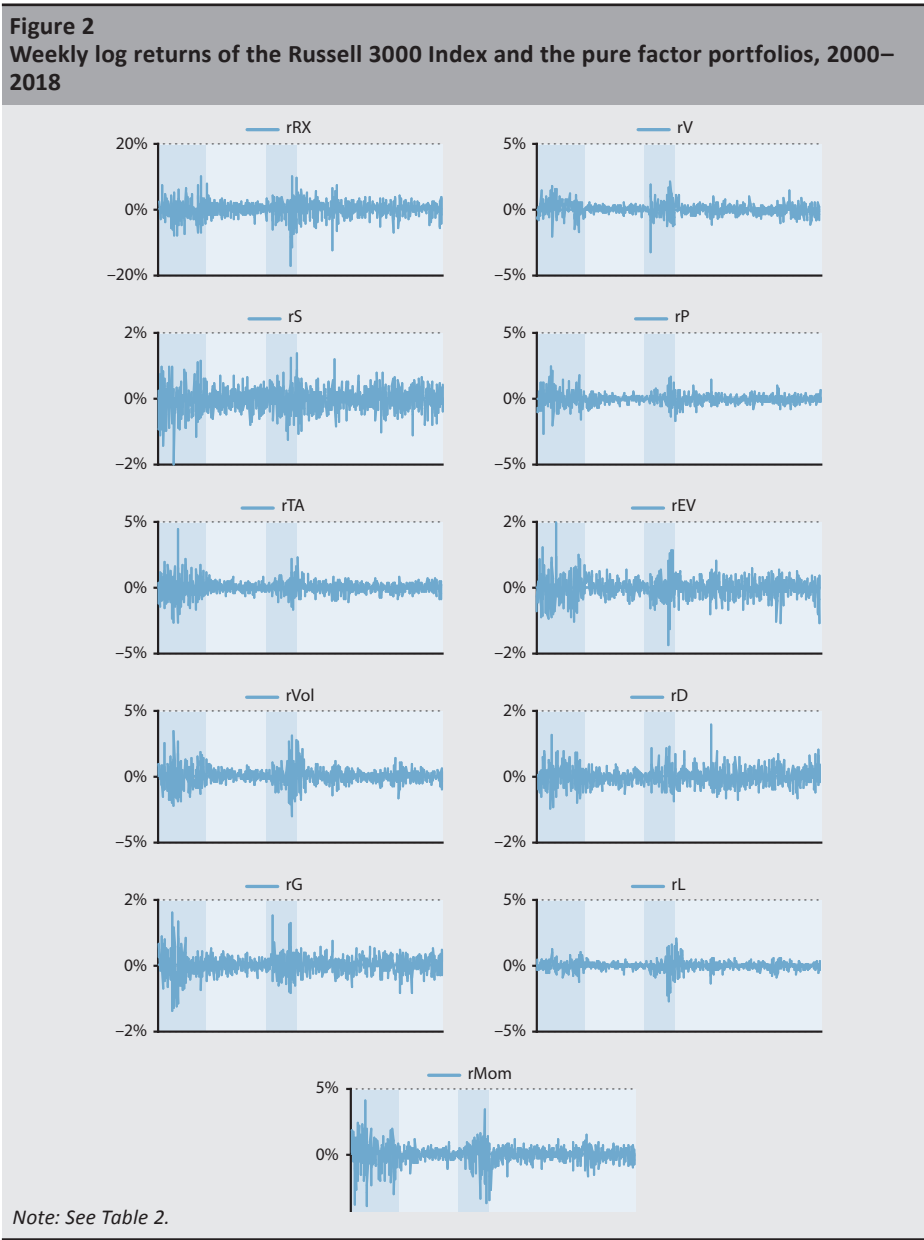 Figure 2
Weekly log returns of the Russell 3000 Index and the pure factor portfolios, 2000–
2018
rRX
20%
0%
–20%
rV
5%
0%
–5%
rS
2%
0%
–2%
rP
5%
0%
–5%
rTA
5%
0%
–5%
rEV
2%
0%
–2%
rVol
5%
0%
–5%
rD
2%
0%
–2%
rG
2%
0%
–2%
rL
5%
0%
–5%
rMom
5%
0%
Note: See Table 2.